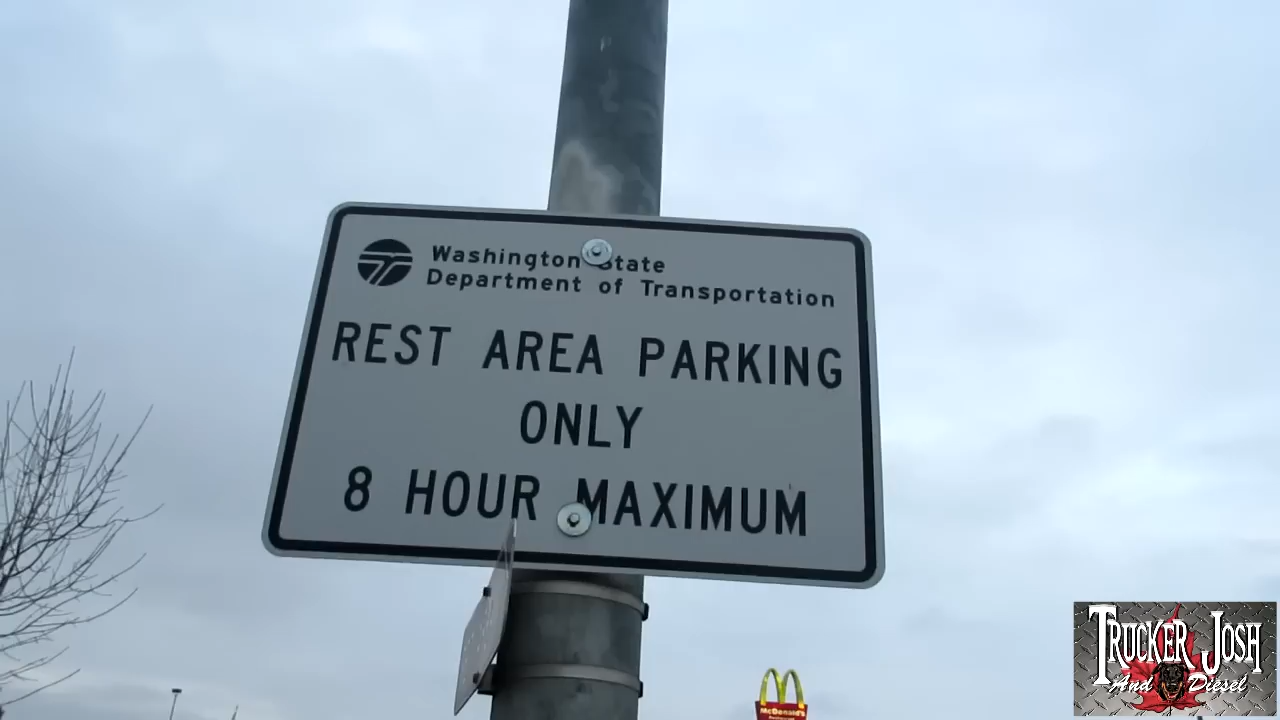 Washington State
Department of Transportation
REST AREA PARKING
ONLY
8 HOUR MAXIMUM
McDonald's
TRUCKER JOSH
And Diesel